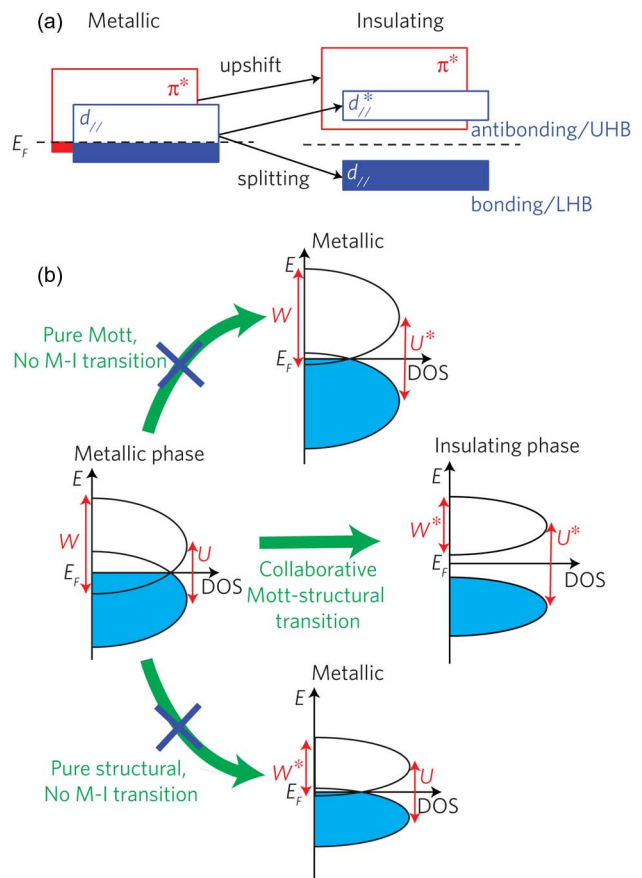 (a)
Metallic
Insulating
π*
upshift
π*
d//
d//*
E_F
antibonding/UHB
splitting
d//
bonding/LHB
(b)
Metallic
E
W
U*
Pure Mott,
No M-I transition
E_F
DOS
Metallic phase
Insulating phase
E
E
W
U
W*
U*
E_F
DOS
E_F
DOS
Collaborative
Mott-structural
transition
Metallic
E
W*
U
Pure structural,
No M-I transition
E_F
DOS